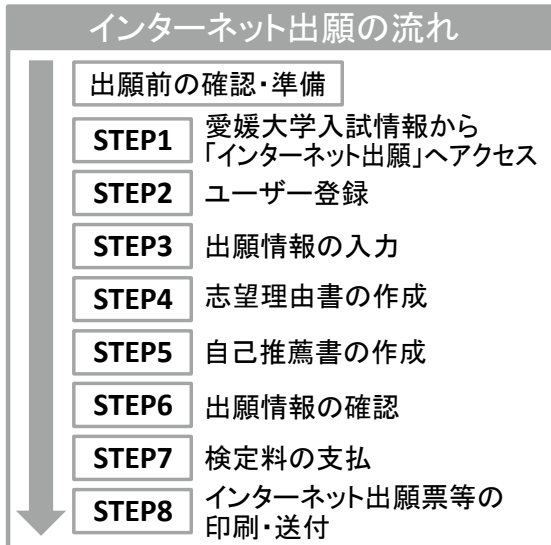 インターネット出願の流れ
出願前の確認・準備
STEP1 愛媛大学入試情報から
「インターネット出願」へアクセス
STEP2 ユーザー登録
STEP3 出願情報の入力
STEP4 志望理由書の作成
STEP5 自己推薦書の作成
STEP6 出願情報の確認
STEP7 検定料の支払
STEP8 インターネット出願票等の
印刷・送付